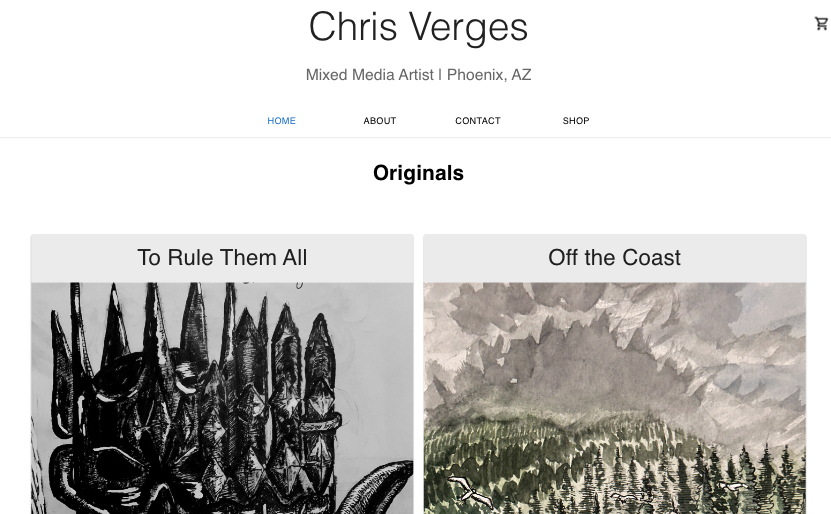 Chris Verges
Mixed Media Artist | Phoenix, AZ
HOME ABOUT CONTACT SHOP
Originals
To Rule Them All
Off the Coast